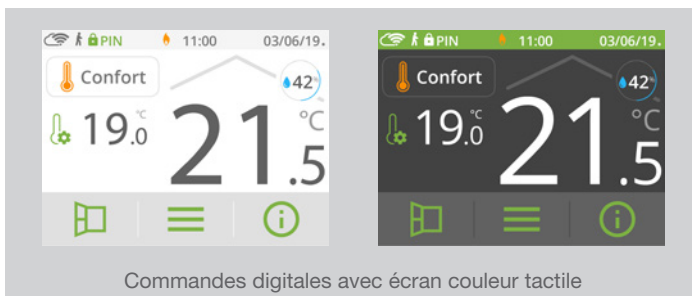 PIN 11:00 03/06/19.
Confort 42%
19.0 °C
21.5 °C
PIN 11:00 03/06/19.
Confort 42%
19.0 °C
21.5 °C
Commandes digitales avec écran couleur tactile